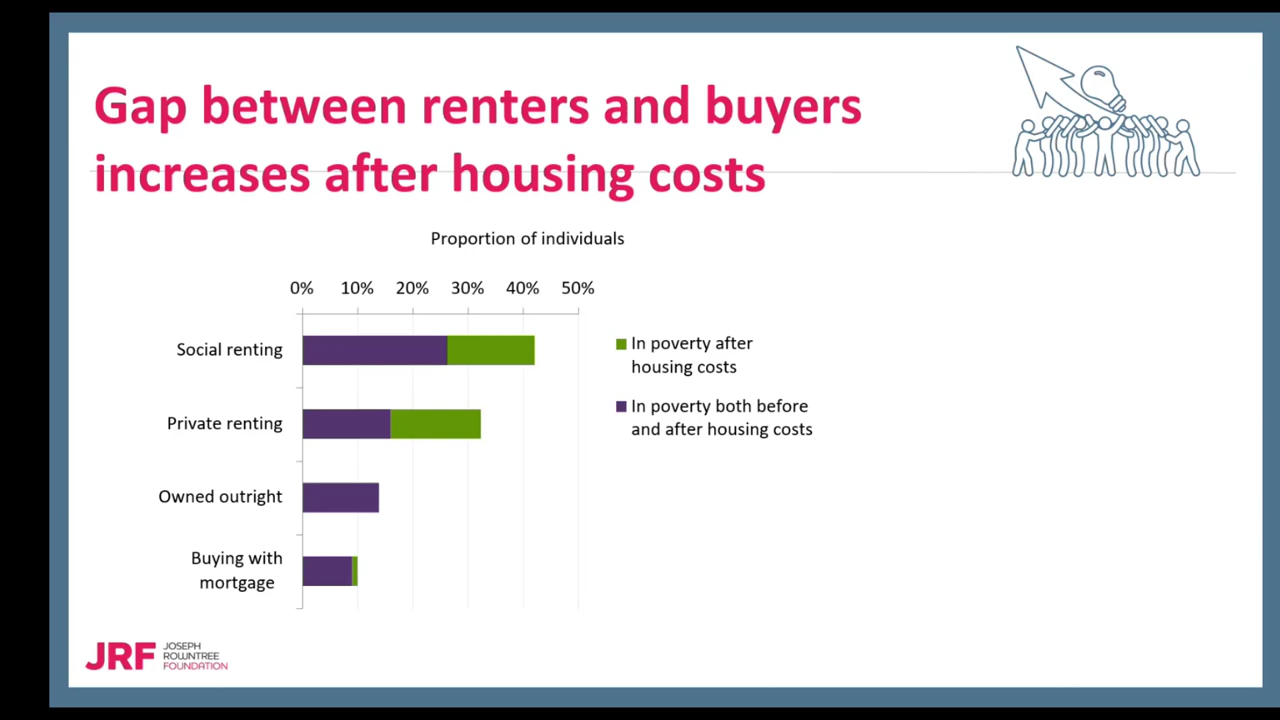 Gap between renters and buyers
increases after housing costs
Proportion of individuals
0% 10% 20% 30% 40% 50%
Social renting
Private renting
Owned outright
Buying with
mortgage
In poverty after
housing costs
In poverty both before
and after housing costs
JRF
JOSEPH
ROWNTREE
FOUNDATION